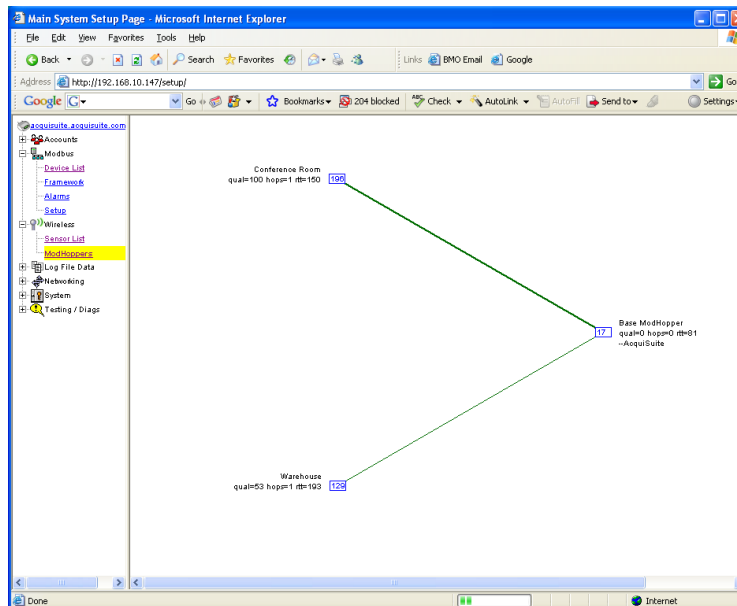 Main System Setup Page - Microsoft Internet Explorer
File Edit View Favorites Tools Help
Back Search Favorites Links BMO Email Google
Address http://192.168.10.147/setup/ Go
Google G Go Bookmarks 204 blocked ABC Check AutoLink AutoFill Send to Settings
acquisuite.acquisuite.com
Accounts
Modbus
Device List
Framework
Alarms
Setup
Wireless
Sensor List
ModHoppers
Log File Data
Networking
System
Testing / Diags
Conference Room
qual=100 hops=1 rtt=150 196
Base ModHopper
17 qual=0 hops=0 rtt=81
--AcquiSuite
Warehouse
qual=53 hops=1 rtt=193 129
Done Internet